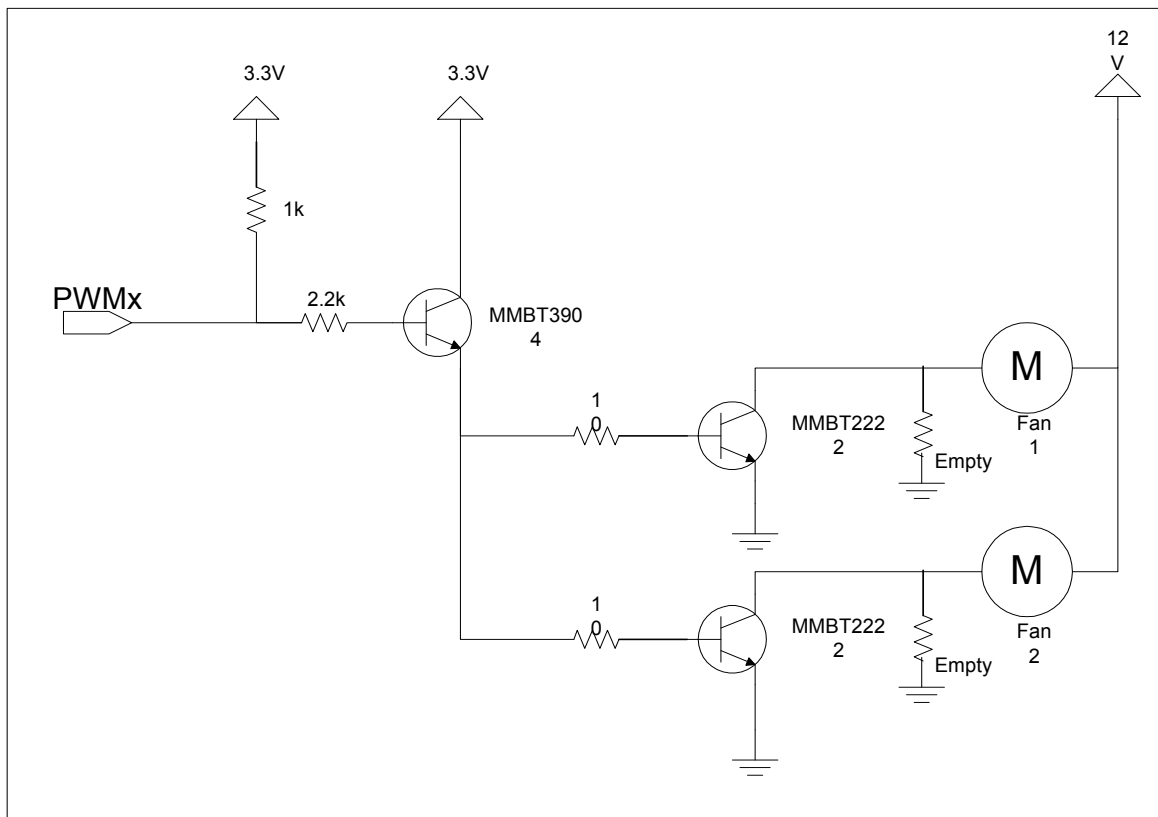 12
V
3.3V
3.3V
1k
PWMx
2.2k
MMBT390
4
1
0
MMBT222
2
M
Fan
1
Empty
1
0
MMBT222
2
M
Fan
2
Empty